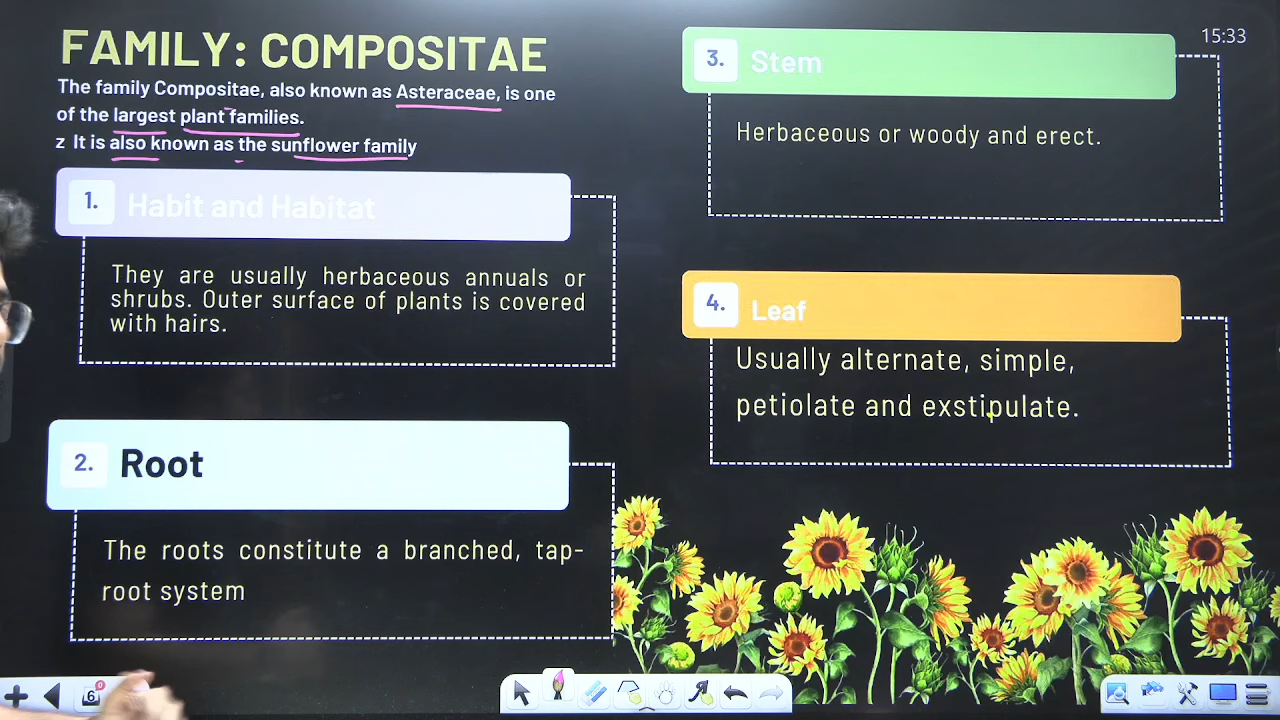 FAMILY: COMPOSITAE
The family Compositae, also known as Asteraceae, is one
of the largest plant families.
z It is also known as the sunflower family
1. Habit and Habitat
They are usually herbaceous annuals or
shrubs. Outer surface of plants is covered
with hairs.
2. Root
The roots constitute a branched, tap-
root system
3. Stem
Herbaceous or woody and erect.
4. Leaf
Usually alternate, simple,
petiolate and exstipulate.
15:33
6